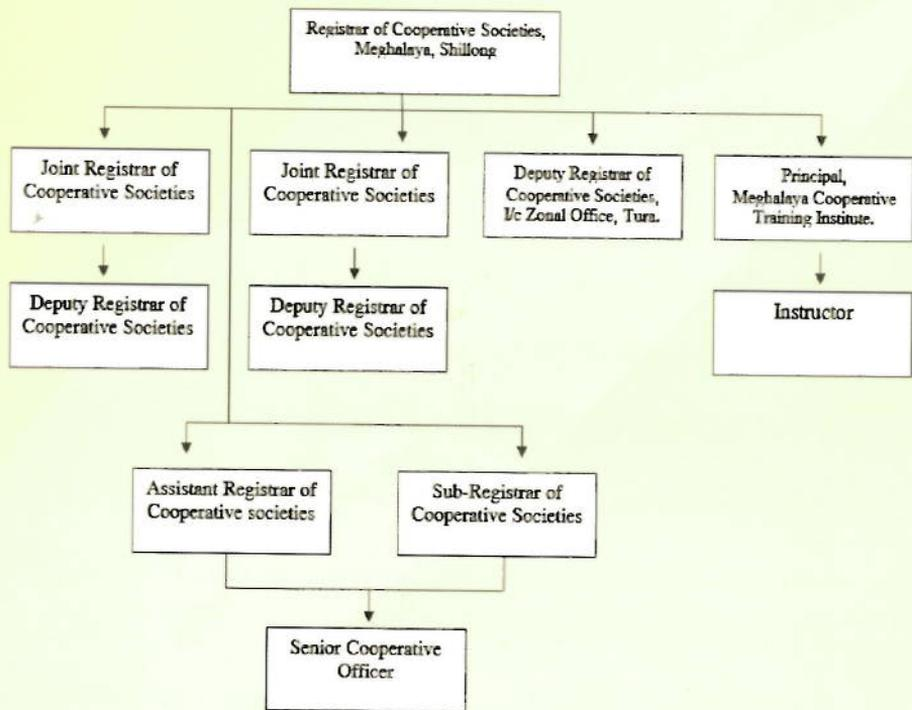 Registrar of Cooperative Societies,
Meghalaya, Shillong
Joint Registrar of
Cooperative Societies
Joint Registrar of
Cooperative Societies
Deputy Registrar of
Cooperative Societies,
I/c Zonal Office, Tura.
Principal,
Meghalaya Cooperative
Training Institute.
Deputy Registrar of
Cooperative Societies
Deputy Registrar of
Cooperative Societies
Instructor
Assistant Registrar of
Cooperative societies
Sub-Registrar of
Cooperative Societies
Senior Cooperative
Officer